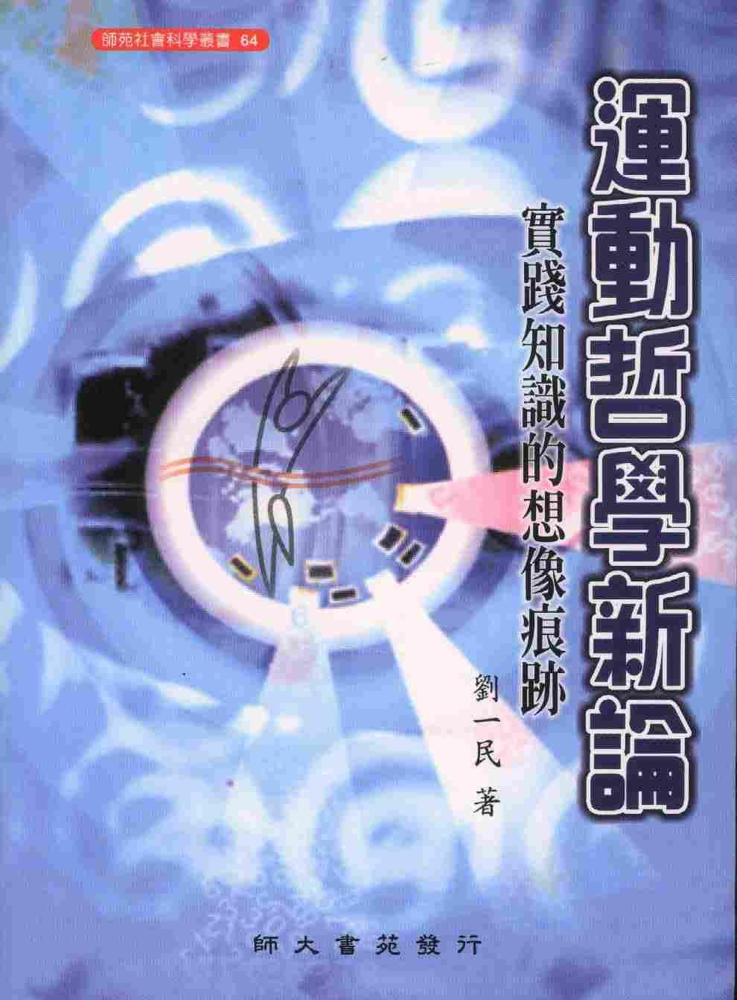 師苑社會科學叢書 64
運動哲學新論
實踐知識的想像痕跡
劉一民 著
6
師大書苑發行